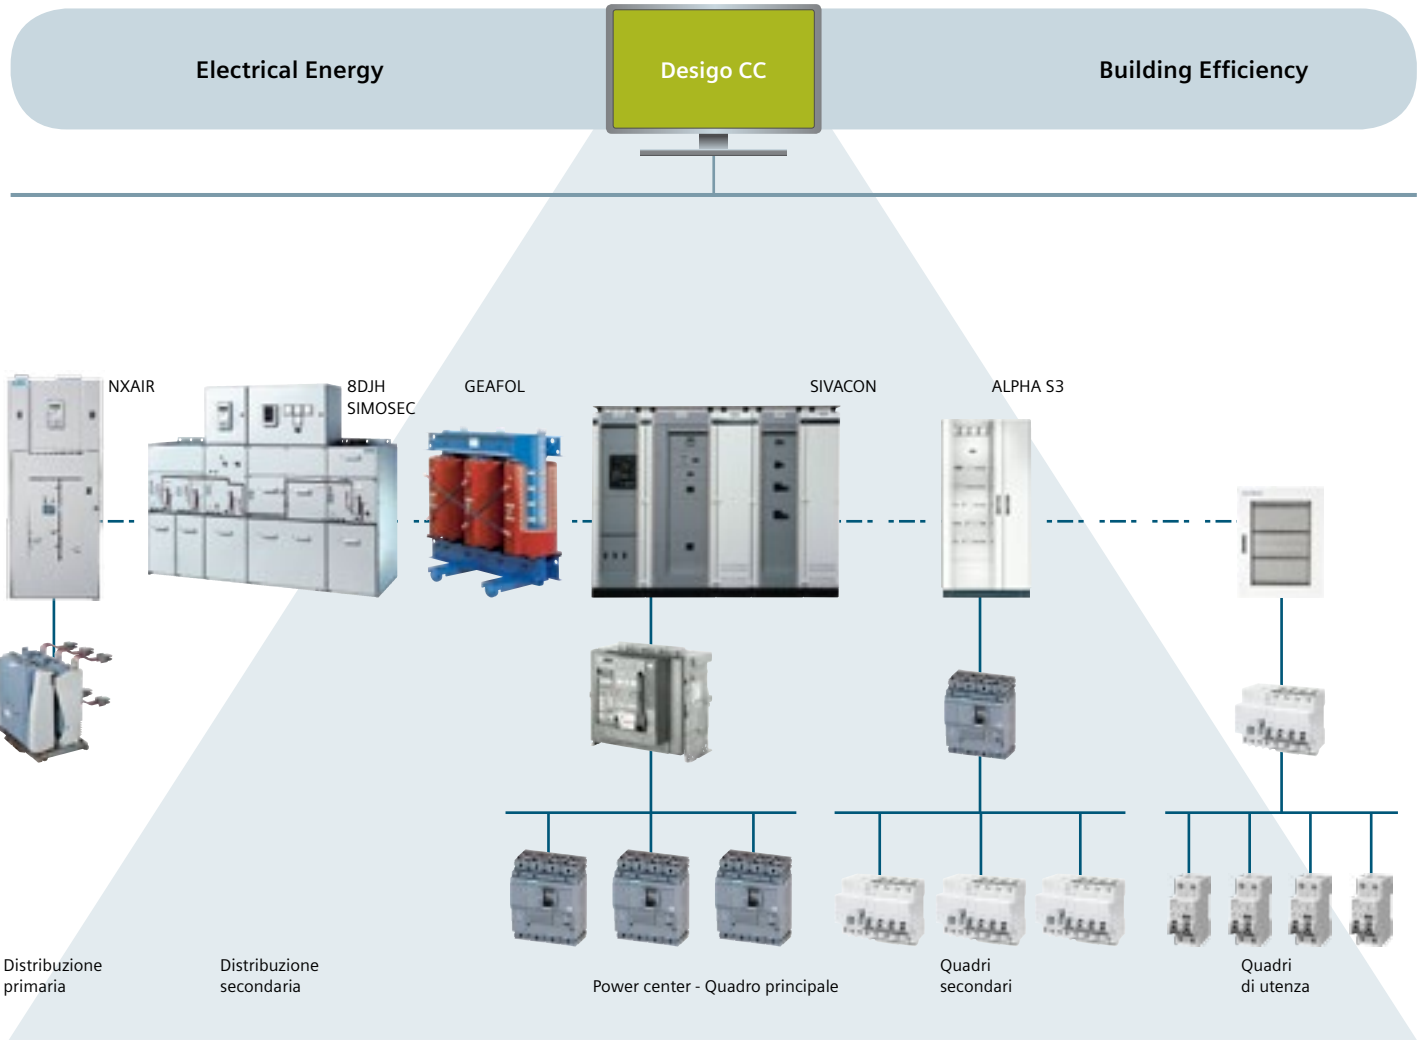 Electrical Energy
Desigo CC
Building Efficiency
NXAIR
8DJH
SIMOSEC
GEAFOL
SIVACON
ALPHA S3
Distribuzione
primaria
Distribuzione
secondaria
Power center - Quadro principale
Quadri
secondari
Quadri
di utenza